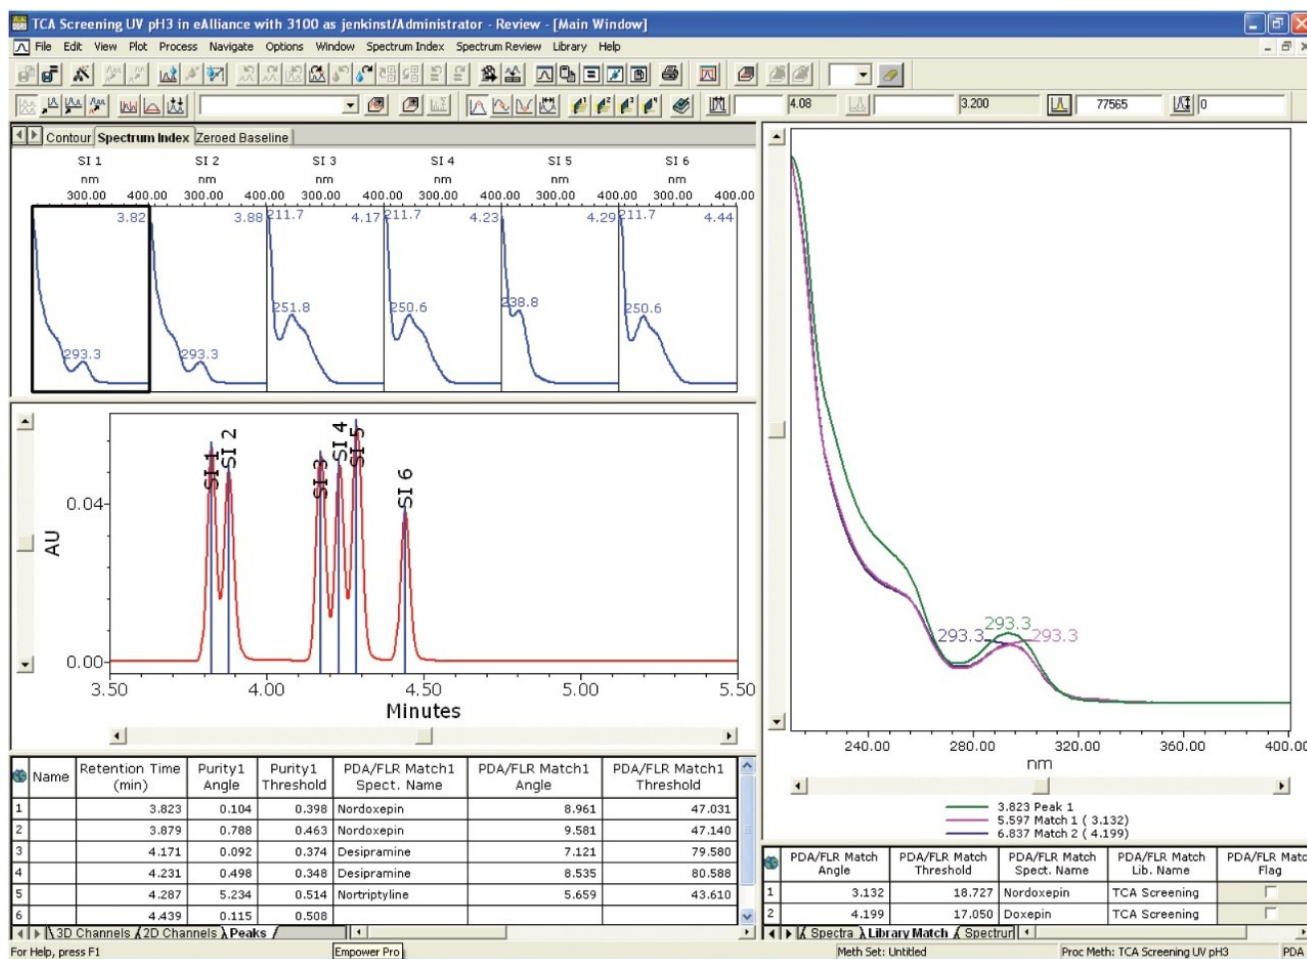 TCA Screening UV pH3 in eAlliance with 3100 as jenkinst/Administrator - Review - [Main Window]
File Edit View Plot Process Navigate Options Window Spectrum Index Spectrum Review Library Help
4.08 3.200 77565 0
Contour Spectrum Index Zeroed Baseline
SI 1 SI 2 SI 3 SI 4 SI 5 SI 6
nm nm nm nm nm nm
300.00 400.00 300.00 400.00 300.00 400.00 300.00 400.00 300.00 400.00 300.00 400.00
3.82 3.88 211.7 4.17 211.7 4.23 4.29 211.7 4.44
293.3 293.3 251.8 250.6 238.8 250.6
SI 1 SI 2 SI 3 SI 4 SI 5 SI 6
AU
0.04
0.00
3.50 4.00 4.50 5.00 5.50
Minutes
Name Retention Time (min) Purity1 Angle Purity1 Threshold PDA/FLR Match1 Spect. Name PDA/FLR Match1 Angle PDA/FLR Match1 Threshold
1 3.823 0.104 0.398 Nordoxepin 8.961 47.031
2 3.879 0.788 0.463 Nordoxepin 9.581 47.140
3 4.171 0.092 0.374 Desipramine 7.121 79.580
4 4.231 0.498 0.348 Desipramine 8.535 80.588
5 4.287 5.234 0.514 Nortriptyline 5.659 43.610
6 4.439 0.115 0.508
3D Channels 2D Channels Peaks
293.3 293.3 293.3
240.00 280.00 320.00 360.00 400.00
nm
3.823 Peak 1
5.597 Match 1 ( 3.132)
6.837 Match 2 ( 4.199)
PDA/FLR Match Angle PDA/FLR Match Threshold PDA/FLR Match Spect. Name PDA/FLR Match Lib. Name PDA/FLR Matc Flag
1 3.132 18.727 Nordoxepin TCA Screening
2 4.199 17.050 Doxepin TCA Screening
Spectra Library Match Spectrur
For Help, press F1 Empower Pro Meth Set: Untitled Proc Meth: TCA Screening UV pH3 PDA